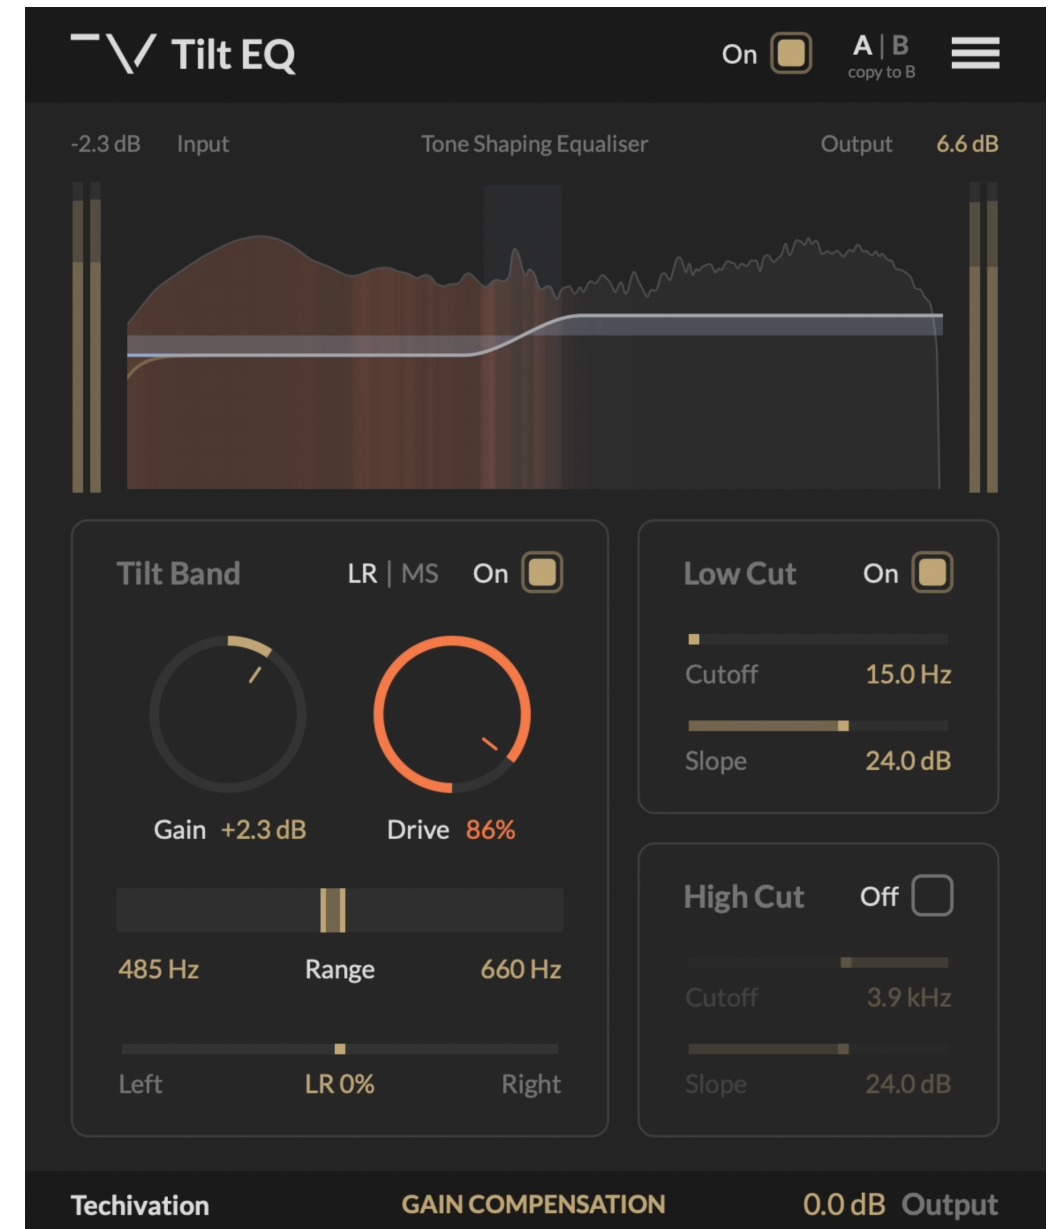 Tilt EQ On A | B
copy to B
-2.3 dB Input Tone Shaping Equaliser Output 6.6 dB
Tilt Band LR | MS On
Gain +2.3 dB Drive 86%
485 Hz Range 660 Hz
Left LR 0% Right
Low Cut On
Cutoff 15.0 Hz
Slope 24.0 dB
High Cut Off
Cutoff 3.9 kHz
Slope 24.0 dB
Techivation GAIN COMPENSATION 0.0 dB Output